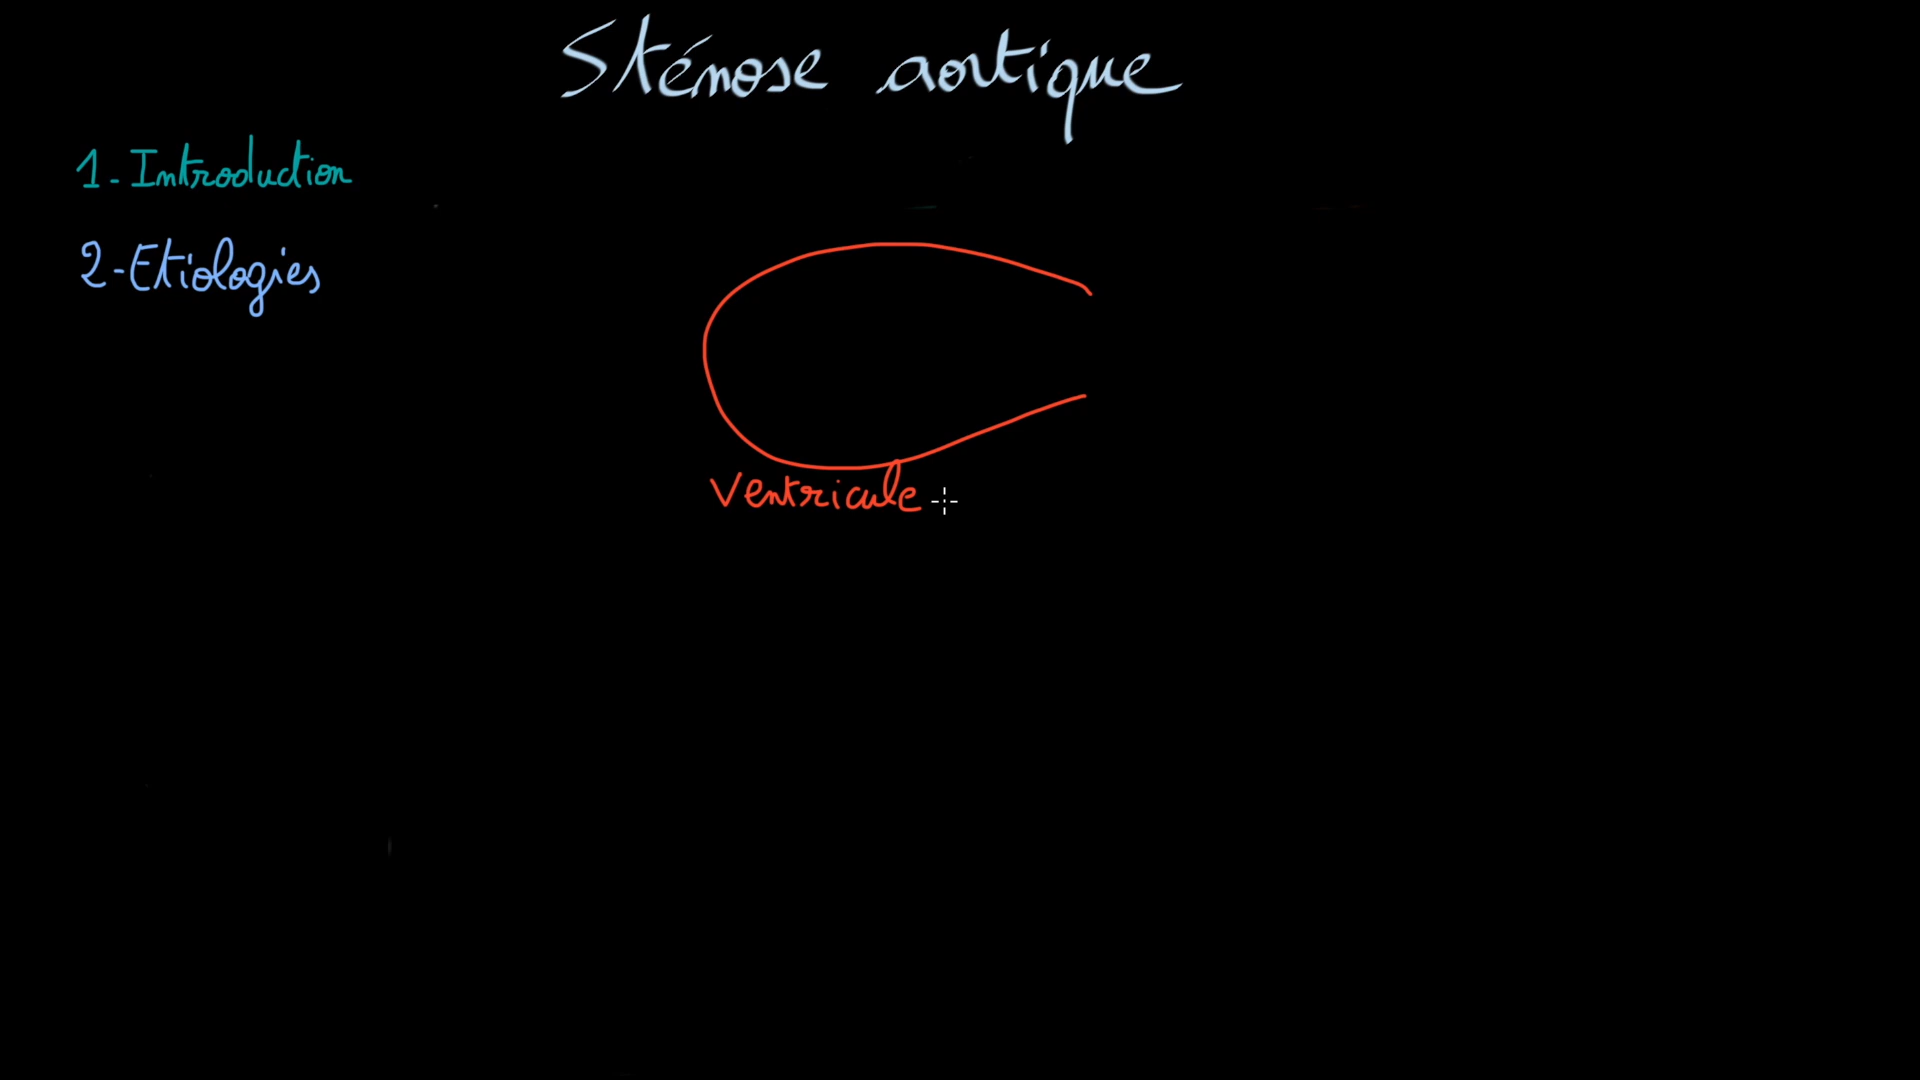 Sténose aortique
1-Introduction
2-Etiologies
Ventricule